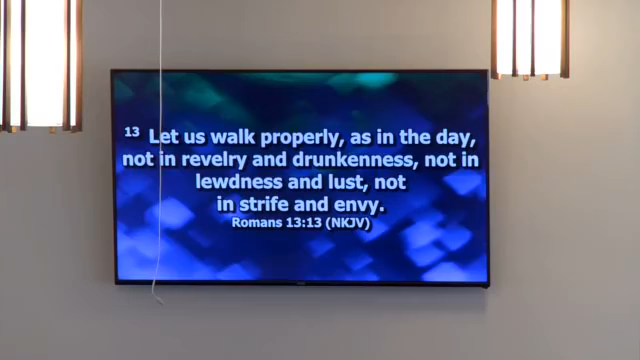 13 Let us walk properly, as in the day,
not in revelry and drunkenness, not in
lewdness and lust, not
in strife and envy.
Romans 13:13 (NKJV)